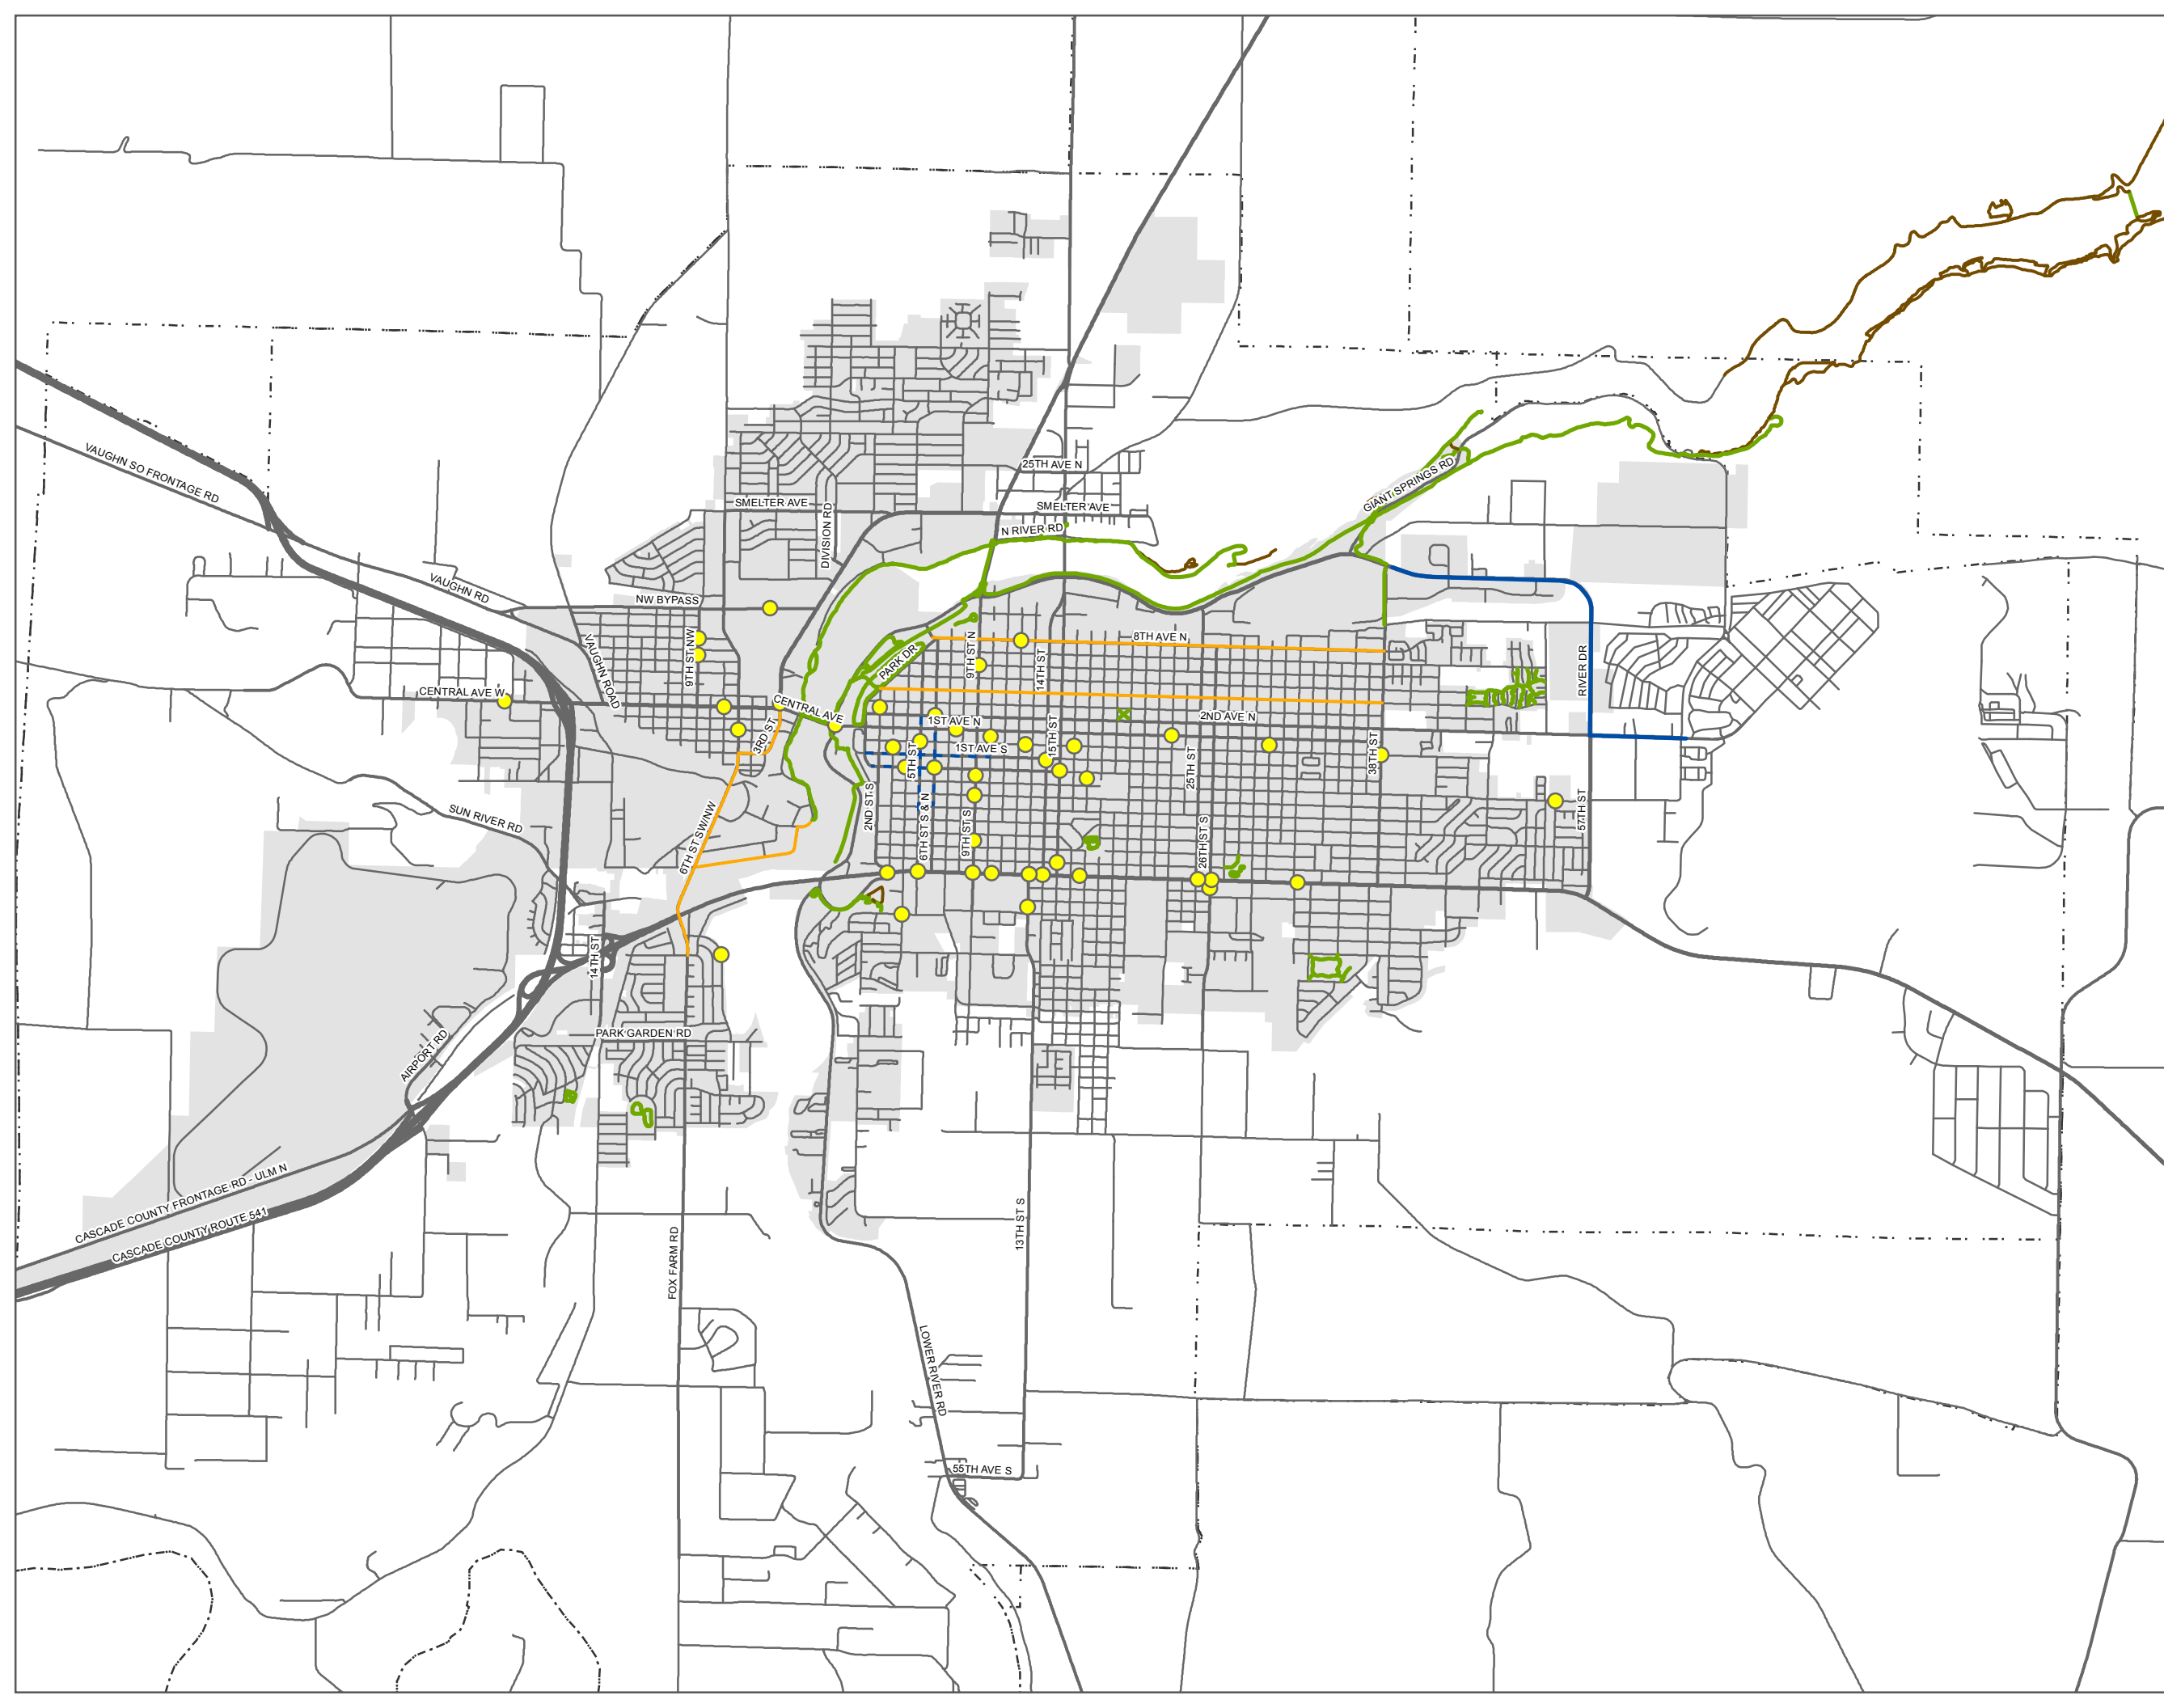 VAUGHN SO FRONTAGE RD
25TH AVE N
GIANT SPRINGS RD
SMELTER AVE
SMELTER AVE
DIVISION RD
N RIVER RD
VAUGHN RD
NW BYPASS
VAUGHN ROAD
9TH ST NW
PARK DR
9TH ST N
14TH ST
8TH AVE N
RIVER DR
CENTRAL AVE W
CENTRAL AVE
3RD ST
1ST AVE N
2ND AVE N
1ST AVE S
5TH ST
15TH ST
25TH ST
38TH ST
SUN RIVER RD
6TH ST SW/NW
2ND ST S
6TH ST S & N
9TH ST S
26TH ST S
57TH ST
14TH ST
AIRPORT RD
PARK GARDEN RD
CASCADE COUNTY FRONTAGE RD - ULM N
CASCADE COUNTY ROUTE 541
FOX FARM RD
13TH ST S
LOWER RIVER RD
55TH AVE S